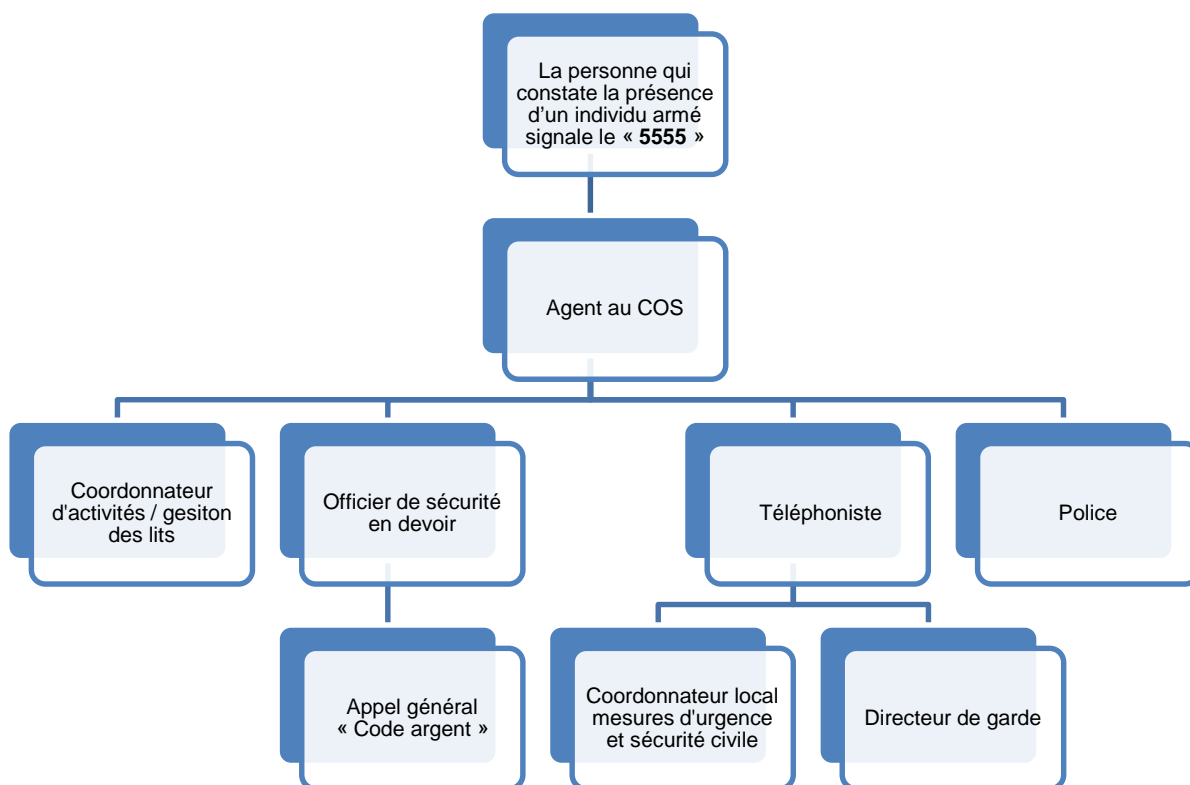 La personne qui
constate la présence
d'un individu armé
signale le « 5555 »
Agent au COS
Coordonnateur
d'activités / gesiton
des lits
Officier de sécurité
en devoir
Téléphoniste
Police
Appel général
« Code argent »
Coordonnateur local
mesures d'urgence
et sécurité civile
Directeur de garde